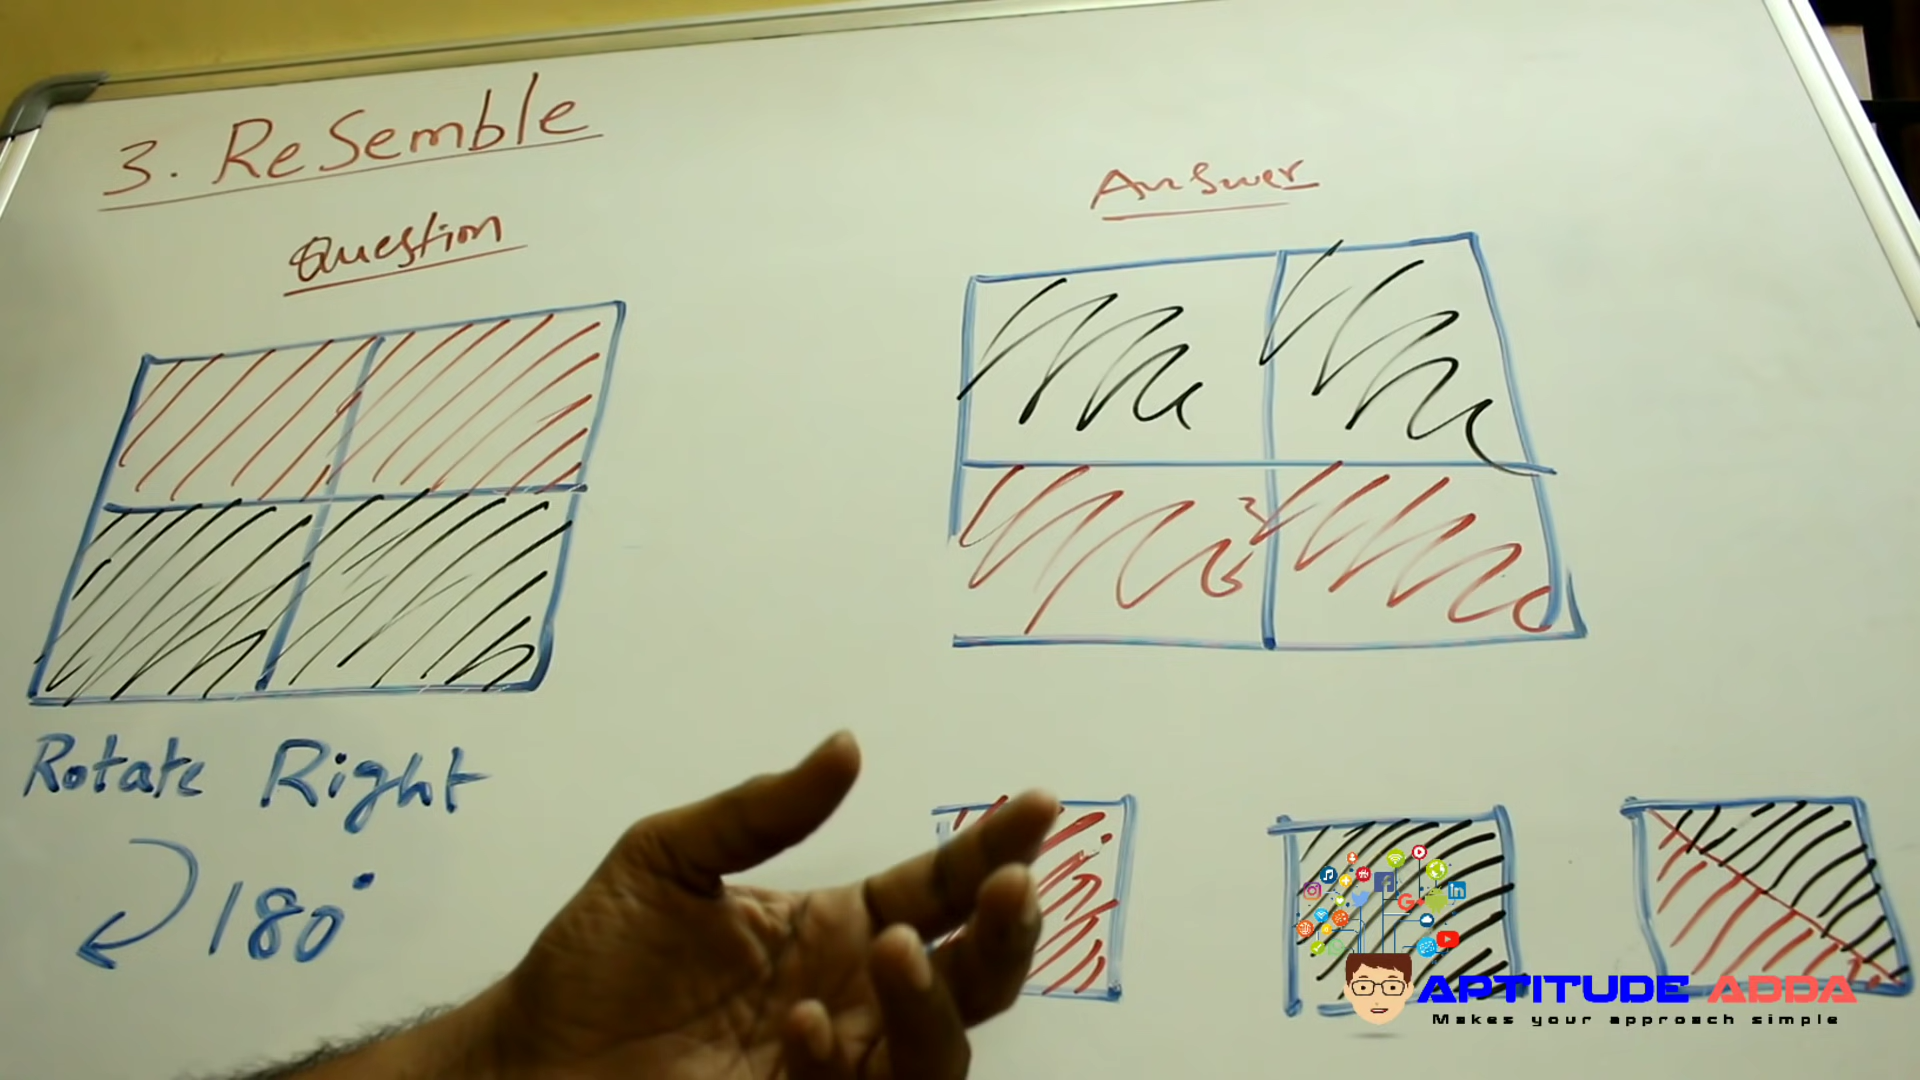 3. ReSemble
Question
Answer
Rotate Right
180°
APTITUDE ADDA
Makes your approach simple